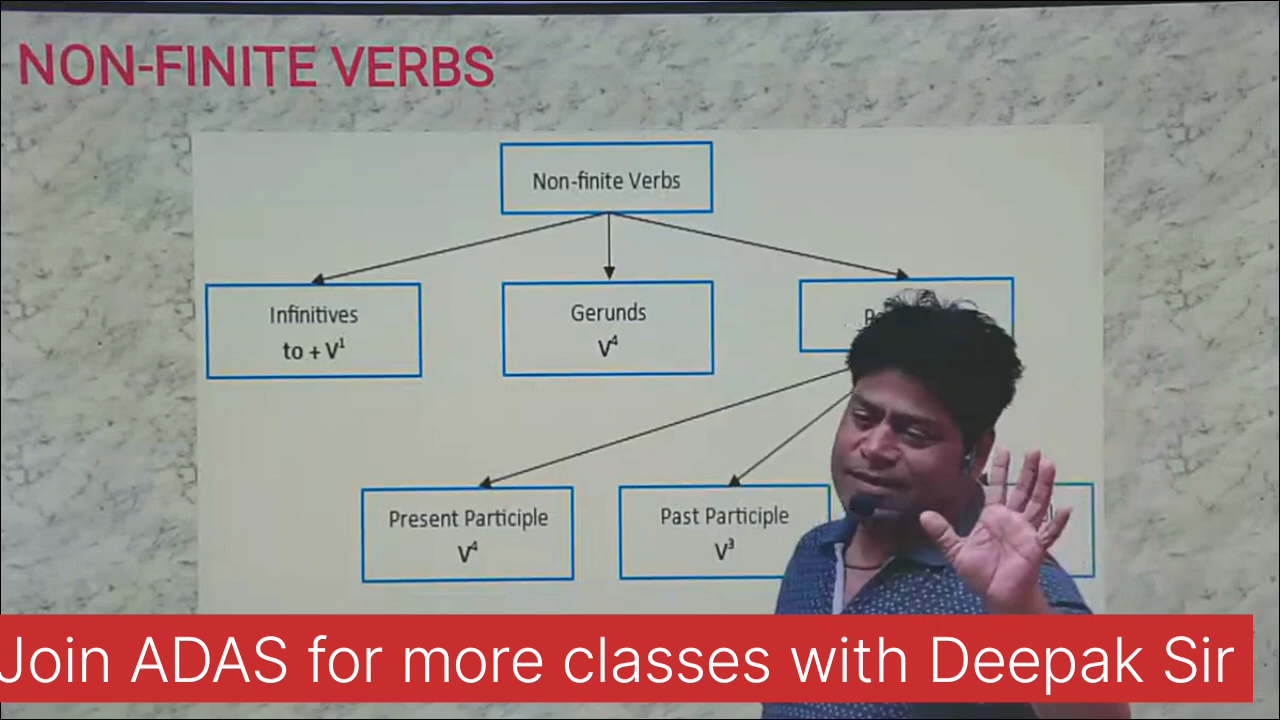 NON-FINITE VERBS
Non-finite Verbs
Infinitives
to + V¹
Gerunds
V⁴
Present Participle
V⁴
Past Participle
V³
Join ADAS for more classes with Deepak Sir